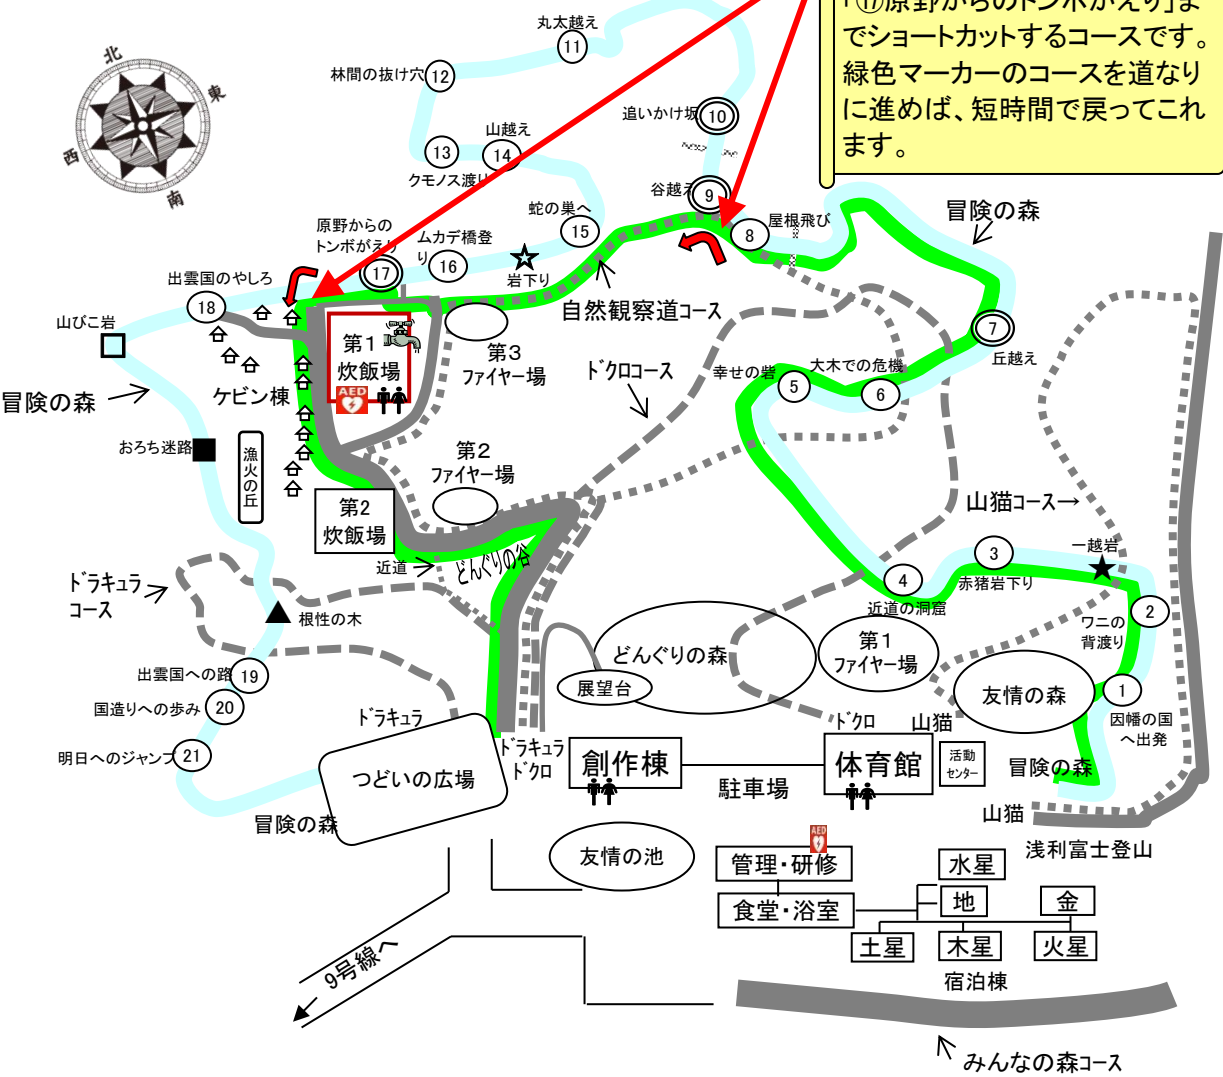 「⑰原野からのトンボがえり」ま
でショートカットするコースです。
緑色マーカーのコースを道なり
に進めば、短時間で戻ってこれ
ます。
北
東
西
南
丸太越え
11
林間の抜け穴
12
追いかけ坂
10
13
クモノス渡り
山越え
14
谷越え
9
蛇の巣へ
15
屋根飛び
8
冒険の森
原野からの
トンボがえり
17
ムカデ橋登
り
16
岩下り
出雲国のやしろ
18
自然観察道コース
山びこ岩
第1
炊飯場
AED
第3
ファイヤー場
7
丘越え
ドクロコース
幸せの砦
5
大木での危機
6
冒険の森
ケビン棟
おろち迷路
漁火の丘
第2
ファイヤー場
第2
炊飯場
山猫コース→
近道
どんぐりの谷
3
赤猪岩下り
一越岩
4
近道の洞窟
ドラキュラ
コース
根性の木
2
ワニの
背渡り
どんぐりの森
第1
ファイヤー場
友情の森
1
因幡の国
へ出発
出雲国への路
19
展望台
国造りへの歩み
20
ドラキュラ
ドクロ
山猫
明日へのジャンプ
21
つどいの広場
ドラキュラ
ドクロ
創作棟
駐車場
体育館
活動
センター
冒険の森
冒険の森
山猫
浅利富士登山
友情の池
AED
管理・研修
食堂・浴室
水星
地
金
土星
木星
火星
宿泊棟
9号線へ
みんなの森コース